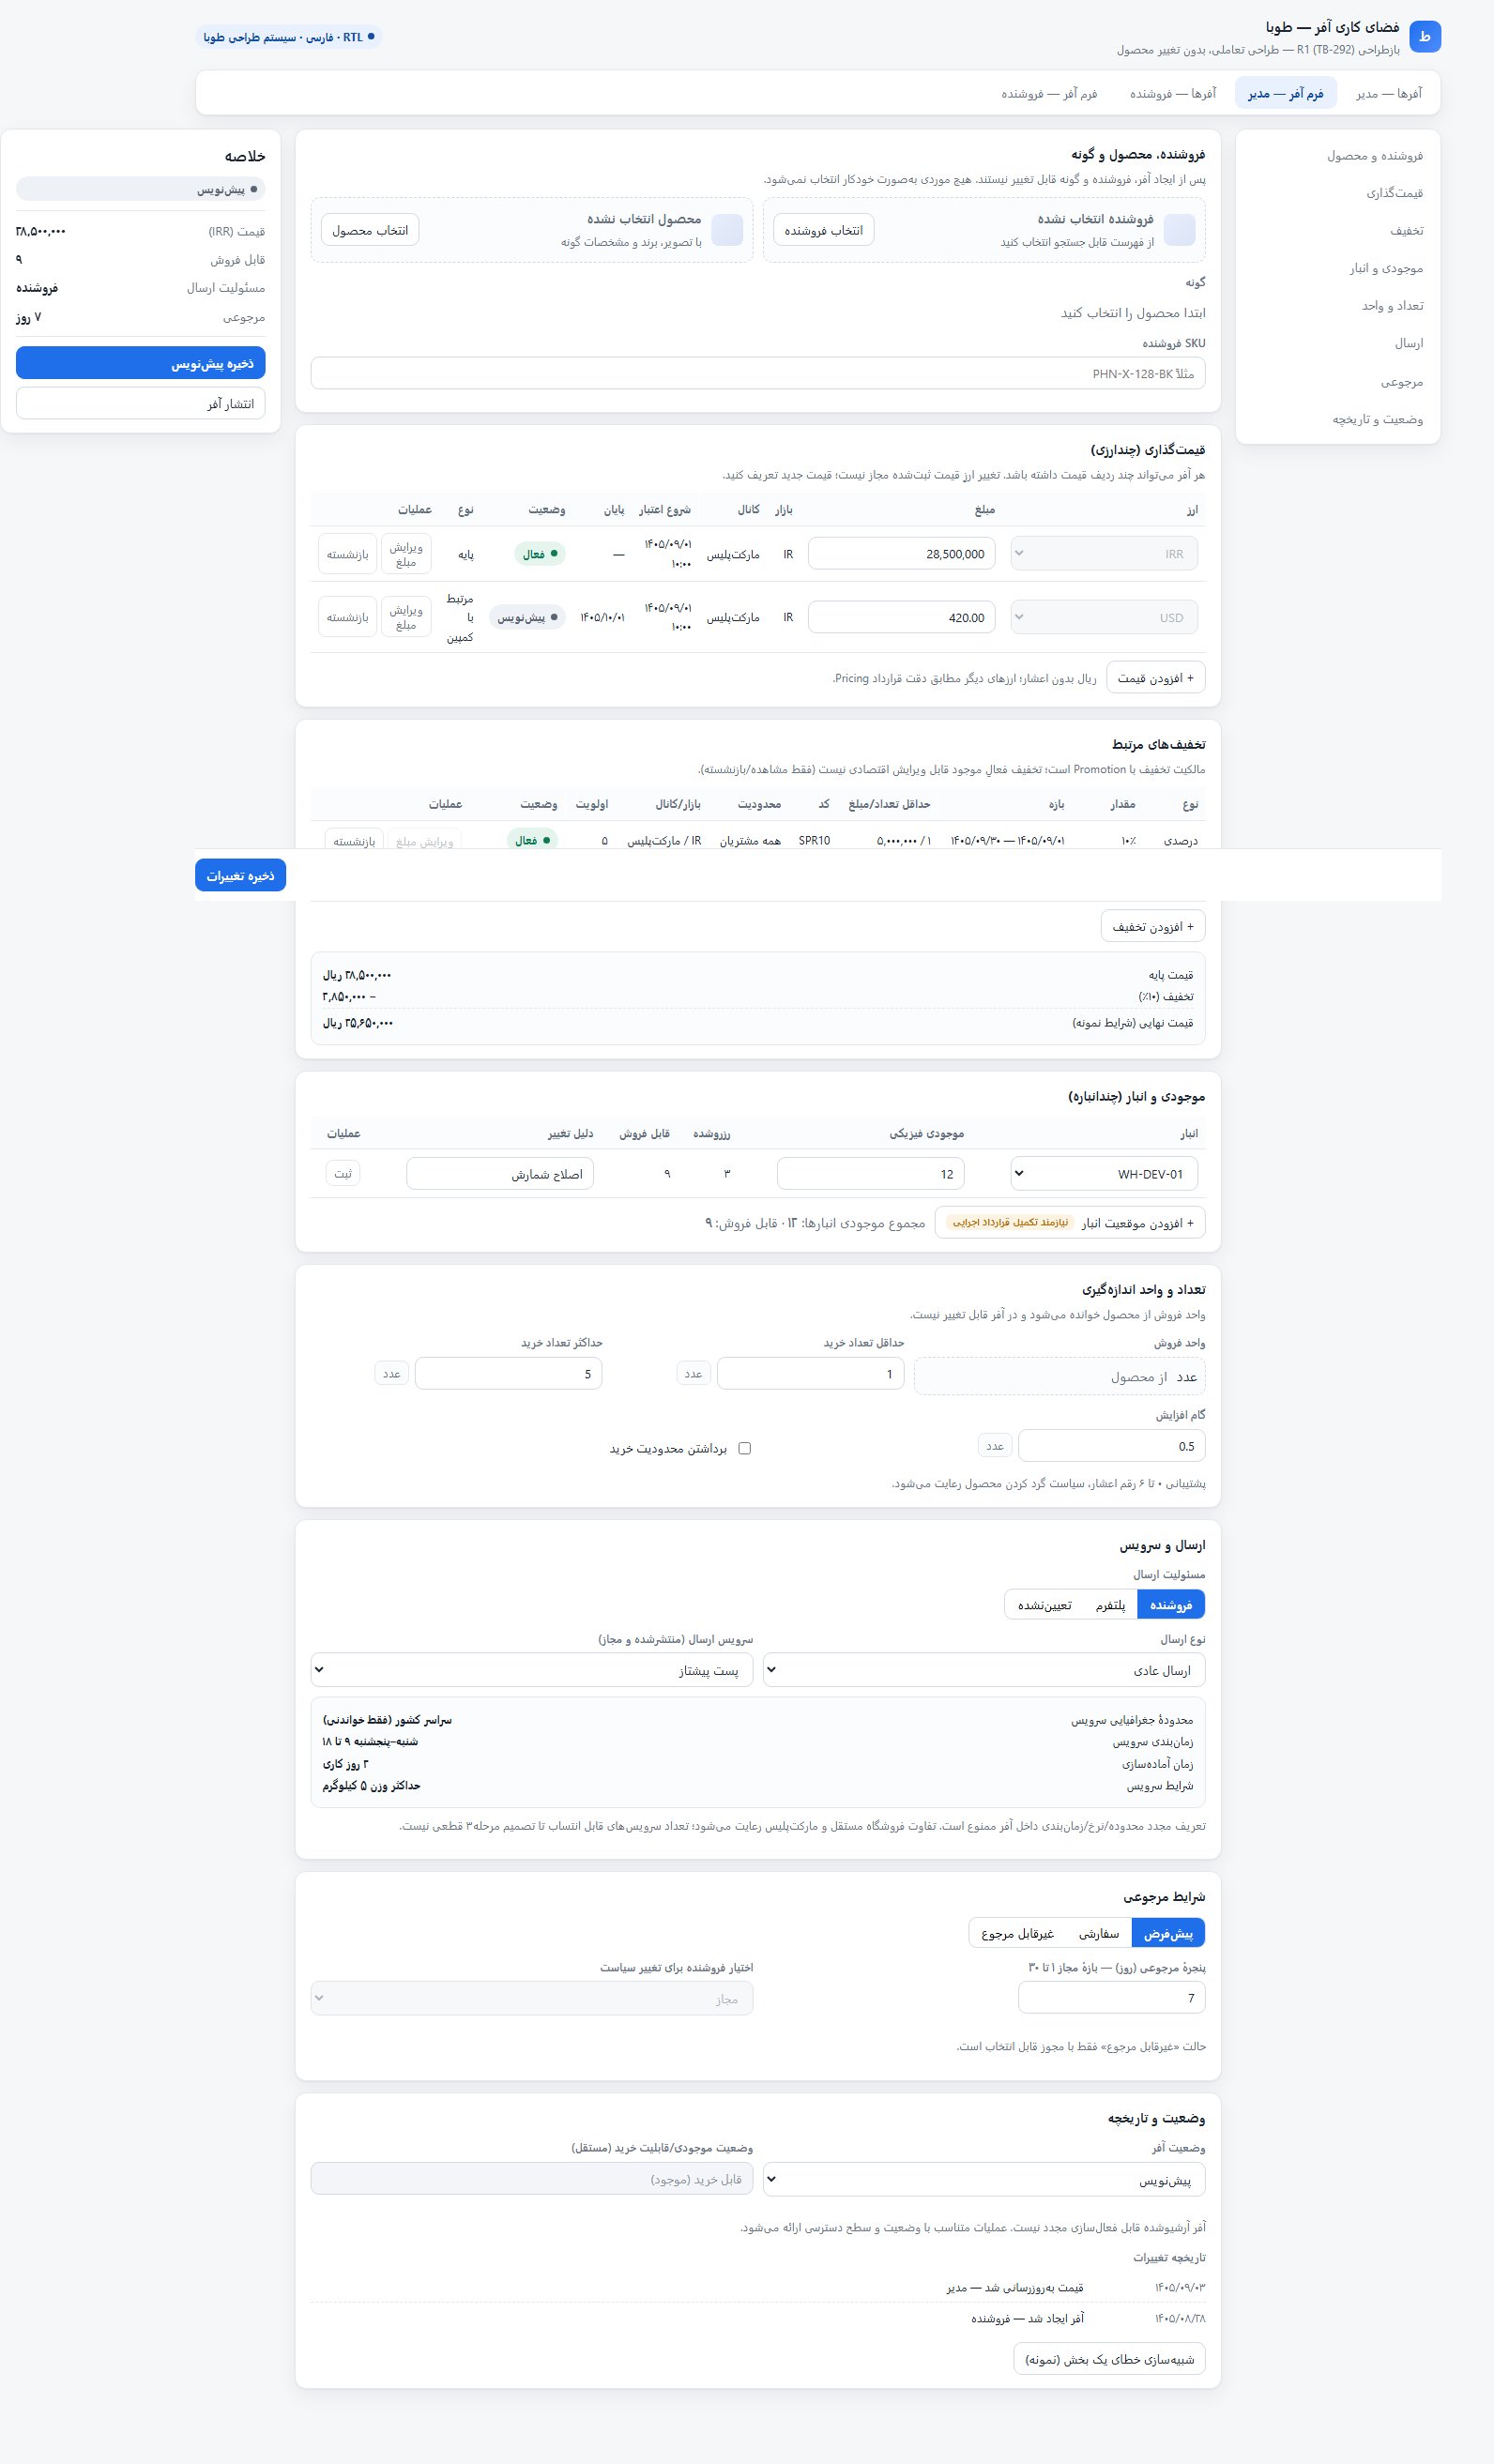 ط
فضای کاری آفر — طوبا
بازطراحی R1 (TB-292) — طراحی تعاملی، بدون تغییر محصول
RTL · فارسی · سیستم طراحی طوبا
آفرها — مدیر
فرم آفر — مدیر
آفرها — فروشنده
فرم آفر — فروشنده
فروشنده و محصول
قیمت‌گذاری
تخفیف
موجودی و انبار
تعداد و واحد
ارسال
مرجوعی
وضعیت و تاریخچه
فروشنده، محصول و گونه
پس از ایجاد آفر، فروشنده و گونه قابل تغییر نیستند. هیچ موردی به‌صورت خودکار انتخاب نمی‌شود.
فروشنده انتخاب نشده
از فهرست قابل جستجو انتخاب کنید
انتخاب فروشنده
محصول انتخاب نشده
با تصویر، برند و مشخصات گونه
انتخاب محصول
گونه
ابتدا محصول را انتخاب کنید
SKU فروشنده
مثلاً PHN-X-128-BK
قیمت‌گذاری (چندارزی)
هر آفر می‌تواند چند ردیف قیمت داشته باشد. تغییر ارزِ قیمت ثبت‌شده مجاز نیست؛ قیمت جدید تعریف کنید.
ارز مبلغ بازار کانال شروع اعتبار پایان وضعیت نوع عملیات
IRR 28,500,000 IR مارکت‌پلیس ۱۴۰۵/۰۹/۰۱ ۱۰:۰۰ — فعال پایه ویرایش مبلغ بازنشسته
USD 420.00 IR مارکت‌پلیس ۱۴۰۵/۰۹/۰۱ ۱۰:۰۰ ۱۴۰۵/۱۰/۰۱ پیش‌نویس مرتبط با کمپین ویرایش مبلغ بازنشسته
+ افزودن قیمت
ریال بدون اعشار؛ ارزهای دیگر مطابق دقت قرارداد Pricing.
تخفیف‌های مرتبط
مالکیت تخفیف با Promotion است؛ تخفیف فعالِ موجود قابل ویرایش اقتصادی نیست (فقط مشاهده/بازنشسته).
نوع مقدار بازه حداقل تعداد/مبلغ کد محدودیت بازار/کانال اولویت وضعیت عملیات
درصدی ۱۰٪ ۱۴۰۵/۰۹/۰۱ — ۱۴۰۵/۰۹/۳۰ ۱ / ۵,۰۰۰,۰۰۰ SPR10 همه مشتریان IR / مارکت‌پلیس ۵ فعال ویرایش مبلغ بازنشسته
ذخیره تغییرات
+ افزودن تخفیف
قیمت پایه ۲۸,۵۰۰,۰۰۰ ریال
تخفیف (۱۰٪) − ۲,۸۵۰,۰۰۰
قیمت نهایی (شرایط نمونه) ۲۵,۶۵۰,۰۰۰ ریال
موجودی و انبار (چندانباره)
انبار موجودی فیزیکی رزروشده قابل فروش دلیل تغییر عملیات
WH-DEV-01 12 ۳ ۹ اصلاح شمارش ثبت
+ افزودن موقعیت انبار نیازمند تکمیل قرارداد اجرایی
مجموع موجودی انبارها: ۱۲ · قابل فروش: ۹
تعداد و واحد اندازه‌گیری
واحد فروش از محصول خوانده می‌شود و در آفر قابل تغییر نیست.
واحد فروش حداقل تعداد خرید حداکثر تعداد خرید
عدد از محصول 1 عدد 5 عدد
گام افزایش
0.5 عدد
برداشتن محدودیت خرید
پشتیبانی ۰ تا ۶ رقم اعشار، سیاست گرد کردن محصول رعایت می‌شود.
ارسال و سرویس
مسئولیت ارسال
فروشنده پلتفرم تعیین‌نشده
نوع ارسال سرویس ارسال (منتشرشده و مجاز)
ارسال عادی پست پیشتاز
محدودهٔ جغرافیایی سرویس سراسر کشور (فقط خواندنی)
زمان‌بندی سرویس شنبه–پنجشنبه ۹ تا ۱۸
زمان آماده‌سازی ۲ روز کاری
شرایط سرویس حداکثر وزن ۵ کیلوگرم
تعریف مجدد محدوده/نرخ/زمان‌بندی داخل آفر ممنوع است. تفاوت فروشگاه مستقل و مارکت‌پلیس رعایت می‌شود؛ تعداد سرویس‌های قابل انتساب تا تصمیم مرحله ۳ قطعی نیست.
شرایط مرجوعی
پیش‌فرض سفارشی غیرقابل مرجوع
پنجرهٔ مرجوعی (روز) — بازهٔ مجاز ۱ تا ۳۰ اختیار فروشنده برای تغییر سیاست
7 مجاز
حالت «غیرقابل مرجوع» فقط با مجوز قابل انتخاب است.
وضعیت و تاریخچه
وضعیت آفر وضعیت موجودی/قابلیت خرید (مستقل)
پیش‌نویس قابل خرید (موجود)
آفر آرشیوشده قابل فعال‌سازی مجدد نیست. عملیات متناسب با وضعیت و سطح دسترسی ارائه می‌شود.
تاریخچه تغییرات
۱۴۰۵/۰۹/۰۳ قیمت به‌روزرسانی شد — مدیر
۱۴۰۵/۰۸/۲۸ آفر ایجاد شد — فروشنده
شبیه‌سازی خطای یک بخش (نمونه)
خلاصه
پیش‌نویس
قیمت (IRR) ۲۸,۵۰۰,۰۰۰
قابل فروش ۹
مسئولیت ارسال فروشنده
مرجوعی ۷ روز
ذخیره پیش‌نویس
انتشار آفر